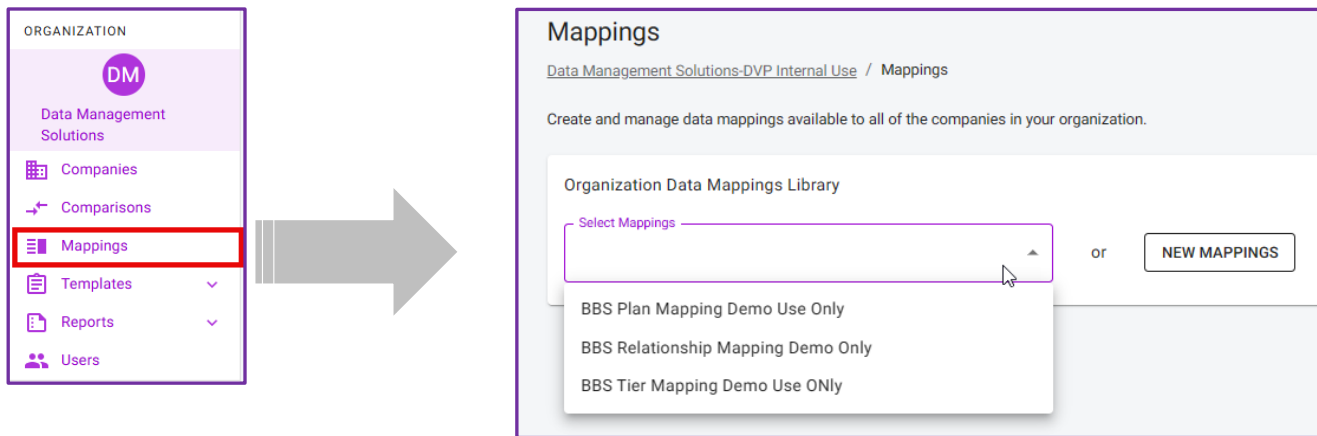 ORGANIZATION
DM
Data Management
Solutions
Companies
Comparisons
Mappings
Templates
Reports
Users
Mappings
Data Management Solutions-DVP Internal Use / Mappings
Create and manage data mappings available to all of the companies in your organization.
Organization Data Mappings Library
Select Mappings
or NEW MAPPINGS
BBS Plan Mapping Demo Use Only
BBS Relationship Mapping Demo Only
BBS Tier Mapping Demo Use ONly